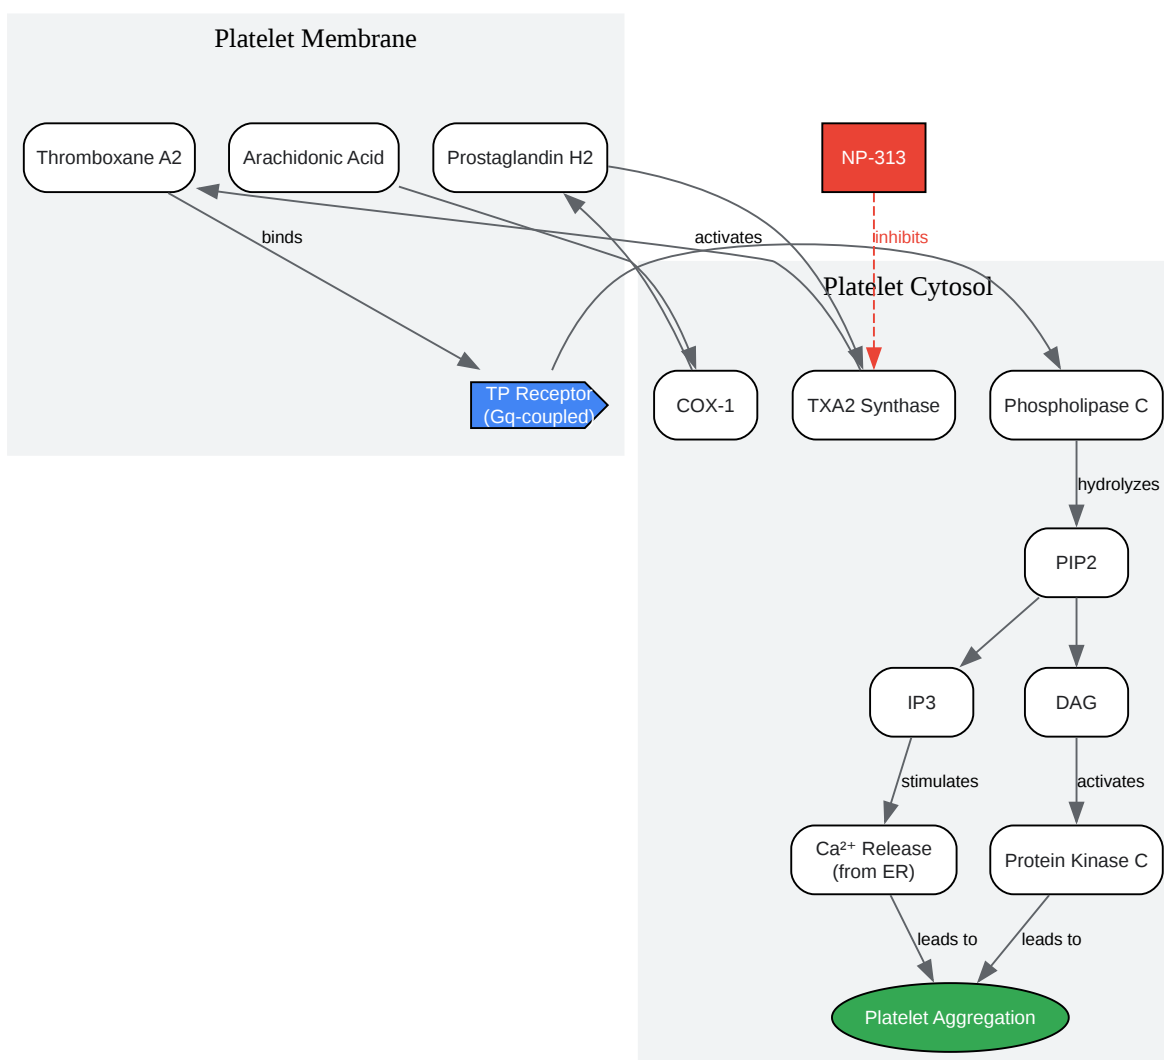 Platelet Membrane
Thromboxane A2
Arachidonic Acid
Prostaglandin H2
NP-313
binds
activates
inhibits
Platelet Cytosol
TP Receptor
(Gq-coupled)
COX-1
TXA2 Synthase
Phospholipase C
hydrolyzes
PIP2
IP3
DAG
stimulates
activates
Ca²⁺ Release
(from ER)
Protein Kinase C
leads to
leads to
Platelet Aggregation